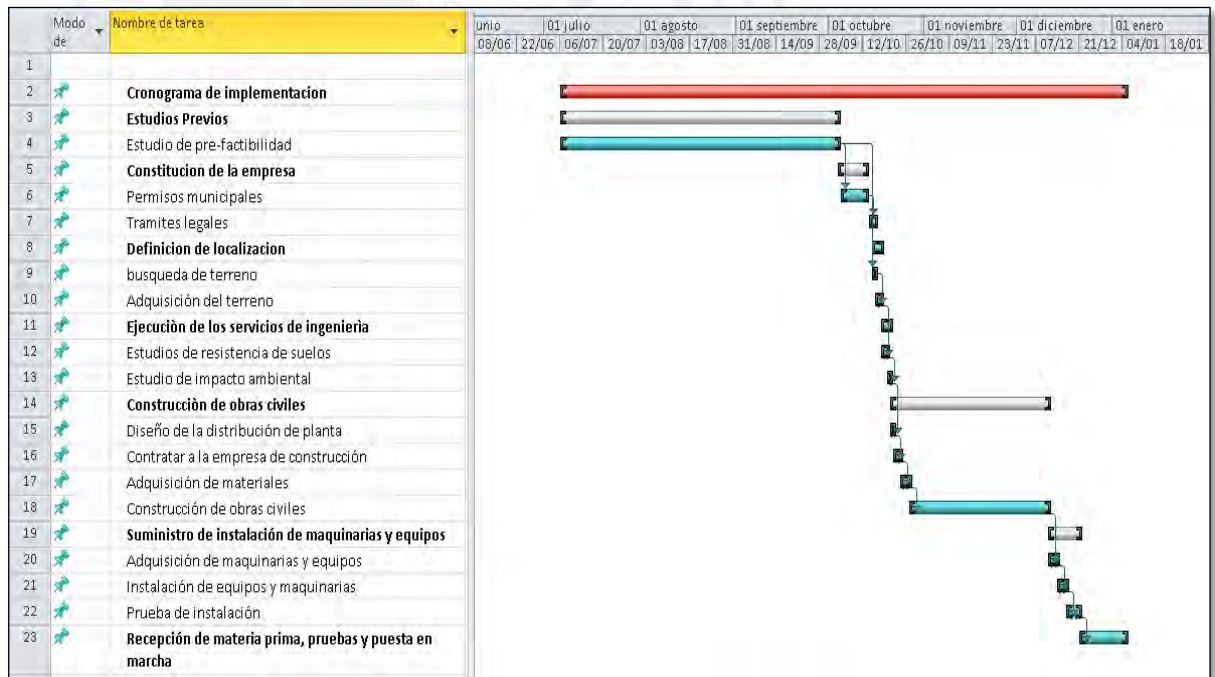 Modo de
Nombre de tarea
unio 01 julio 01 agosto 01 septiembre 01 octubre 01 noviembre 01 diciembre 01 enero
08/06 22/06 06/07 20/07 03/08 17/08 31/08 14/09 28/09 12/10 26/10 09/11 23/11 07/12 21/12 04/01 18/01
1
2 Cronograma de implementacion
3 Estudios Previos
4 Estudio de pre-factibilidad
5 Constitucion de la empresa
6 Permisos municipales
7 Tramites legales
8 Definicion de localizacion
9 busqueda de terreno
10 Adquisición del terreno
11 Ejecuciòn de los servicios de ingenierìa
12 Estudios de resistencia de suelos
13 Estudio de impacto ambiental
14 Construcciòn de obras civiles
15 Diseño de la distribución de planta
16 Contratar a la empresa de construcción
17 Adquisición de materiales
18 Construcción de obras civiles
19 Suministro de instalación de maquinarias y equipos
20 Adquisición de maquinarias y equipos
21 Instalación de equipos y maquinarias
22 Prueba de instalación
23 Recepción de materia prima, pruebas y puesta en
marcha